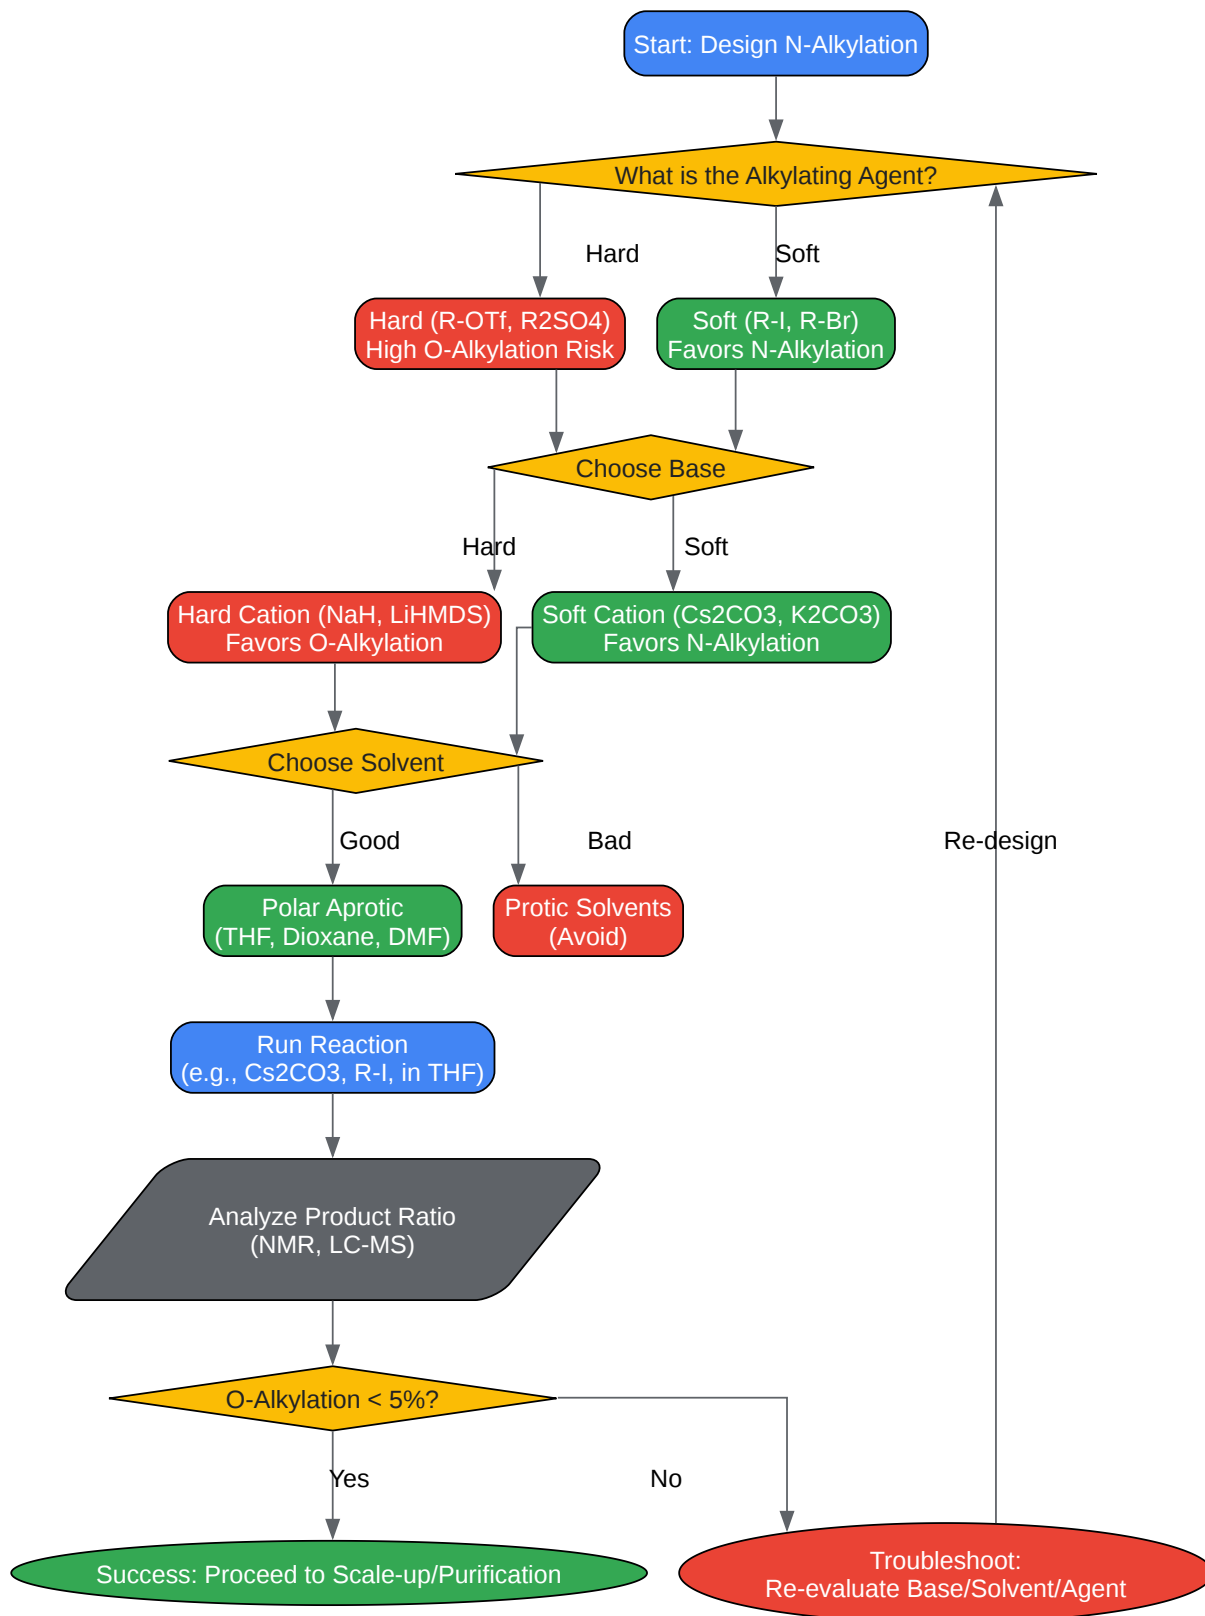 Start: Design N-Alkylation
What is the Alkylating Agent?
Hard
Soft
Hard (R-OTf, R2SO4)
High O-Alkylation Risk
Soft (R-I, R-Br)
Favors N-Alkylation
Choose Base
Hard
Soft
Hard Cation (NaH, LiHMDS)
Favors O-Alkylation
Soft Cation (Cs2CO3, K2CO3)
Favors N-Alkylation
Choose Solvent
Good
Bad
Re-design
Polar Aprotic
(THF, Dioxane, DMF)
Protic Solvents
(Avoid)
Run Reaction
(e.g., Cs2CO3, R-I, in THF)
Analyze Product Ratio
(NMR, LC-MS)
O-Alkylation < 5%?
Yes
No
Success: Proceed to Scale-up/Purification
Troubleshoot:
Re-evaluate Base/Solvent/Agent